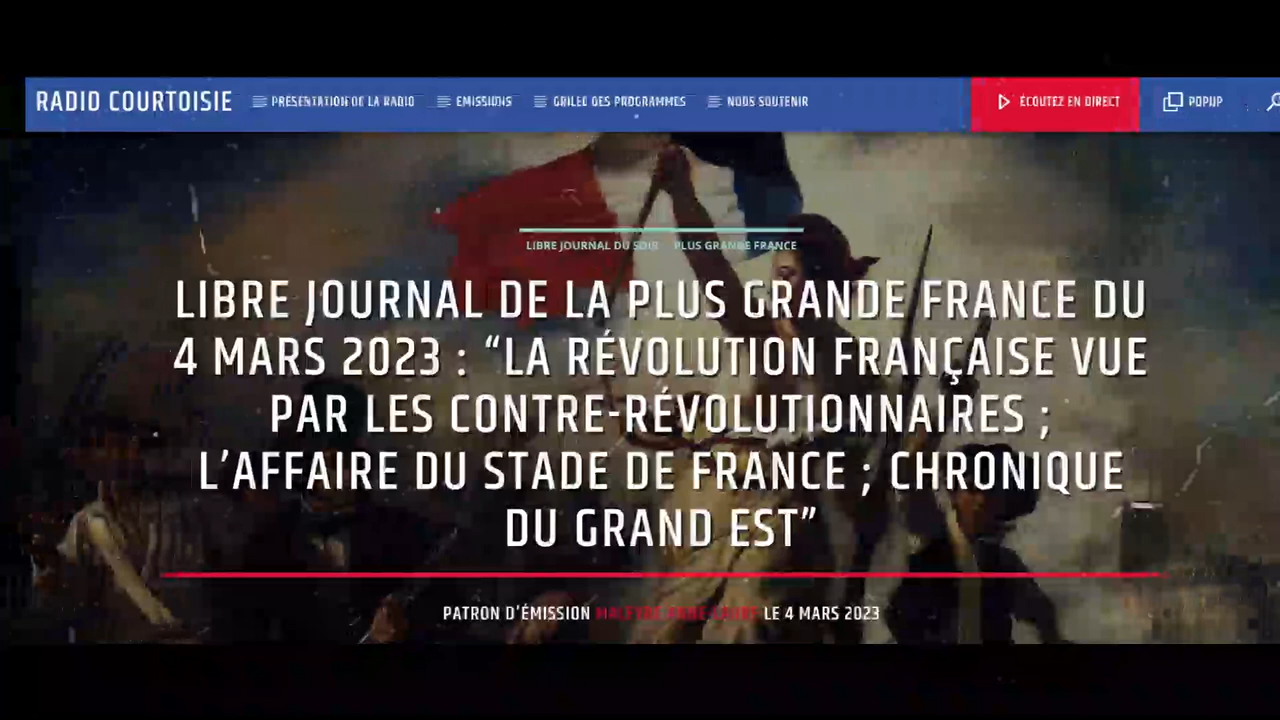 RADIO COURTOISIE PRÉSENTATION DE LA RADIO EMISSIONS GRILLE DES PROGRAMMES NOUS SOUTENIR ÉCOUTEZ EN DIRECT POPUP
LIBRE JOURNAL DU SOIR PLUS GRANDE FRANCE
LIBRE JOURNAL DE LA PLUS GRANDE FRANCE DU
4 MARS 2023 : “LA RÉVOLUTION FRANÇAISE VUE
PAR LES CONTRE-RÉVOLUTIONNAIRES ;
L’AFFAIRE DU STADE DE FRANCE ; CHRONIQUE
DU GRAND EST”
PATRON D’ÉMISSION LE 4 MARS 2023